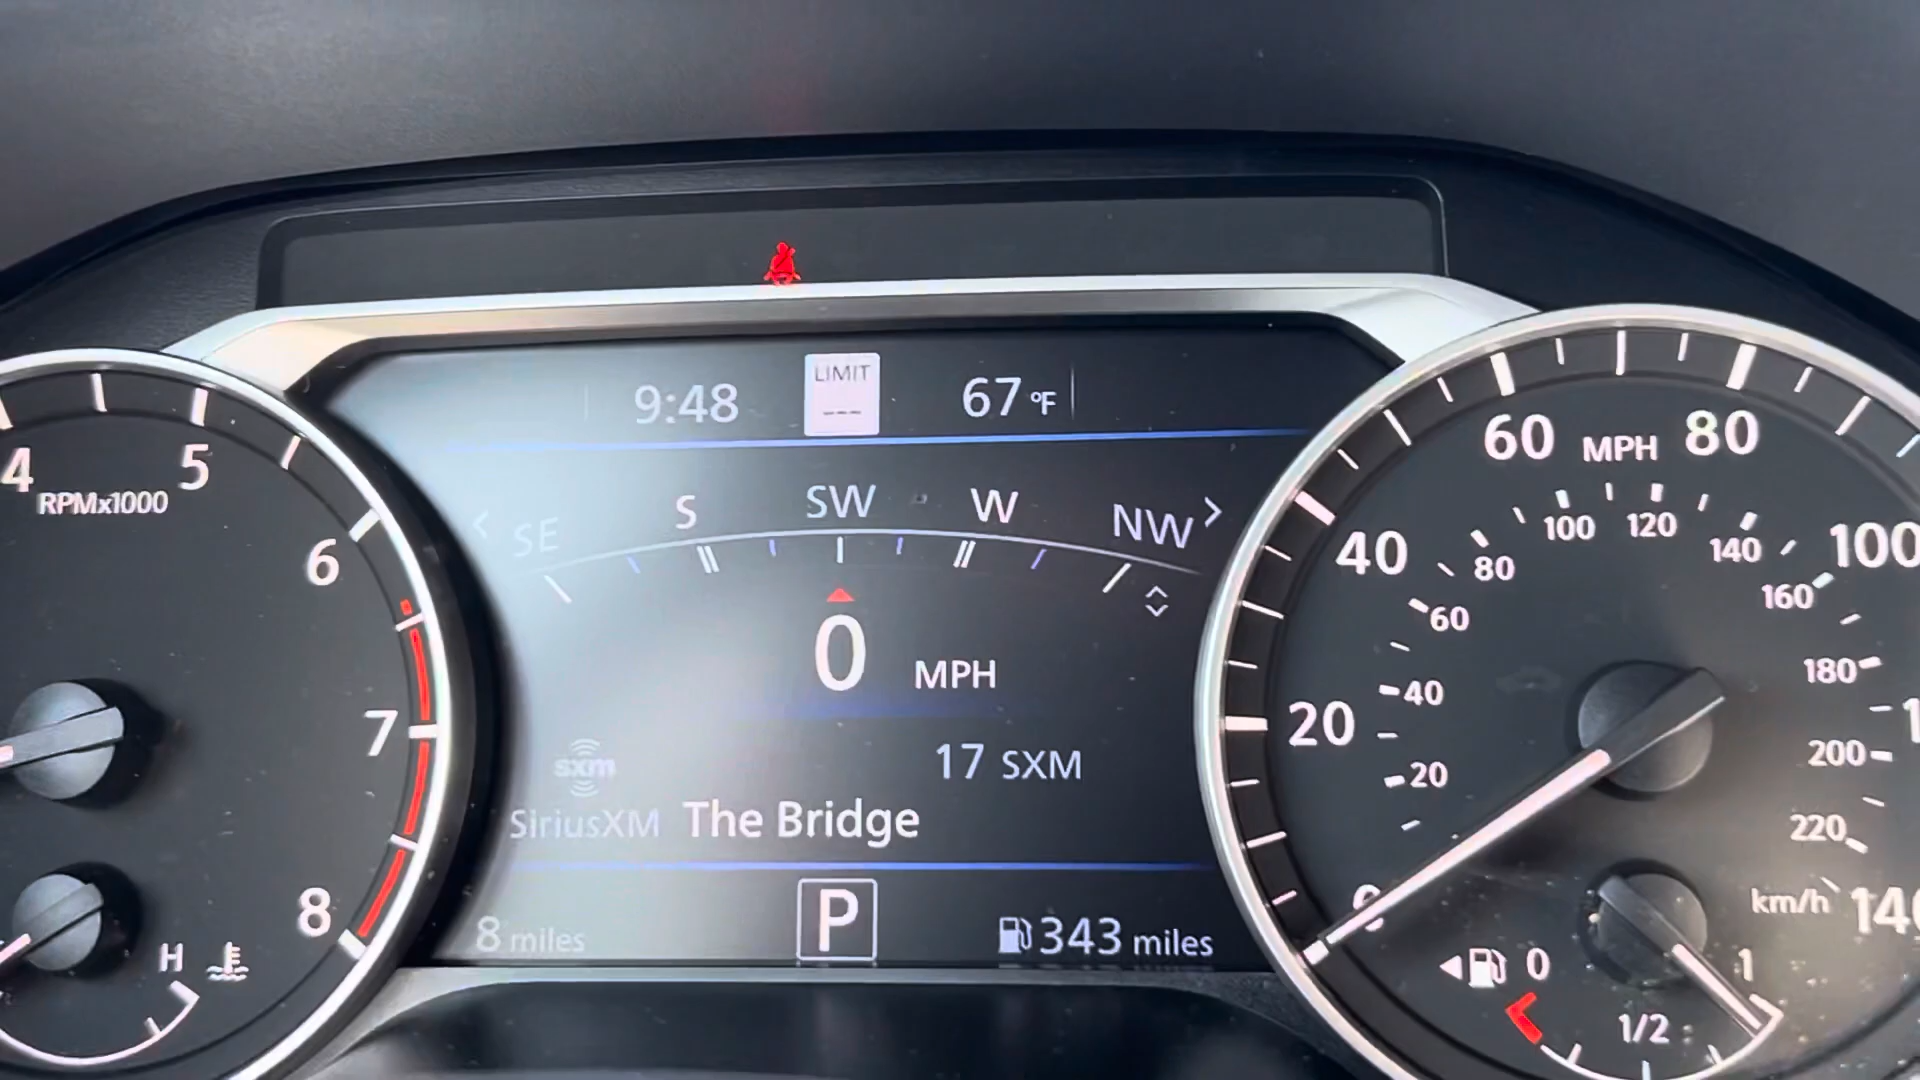 9:48
LIMIT
---
67 °F
SE S SW W NW
0 MPH
sxm
17 SXM
SiriusXM The Bridge
8 miles
P
343 miles
4 5 6 7 8
RPMx1000
H
0 20 40 60 80 100 140
MPH
20 40 60 80 100 120 140 160 180 200 220
km/h
0 1/2 1